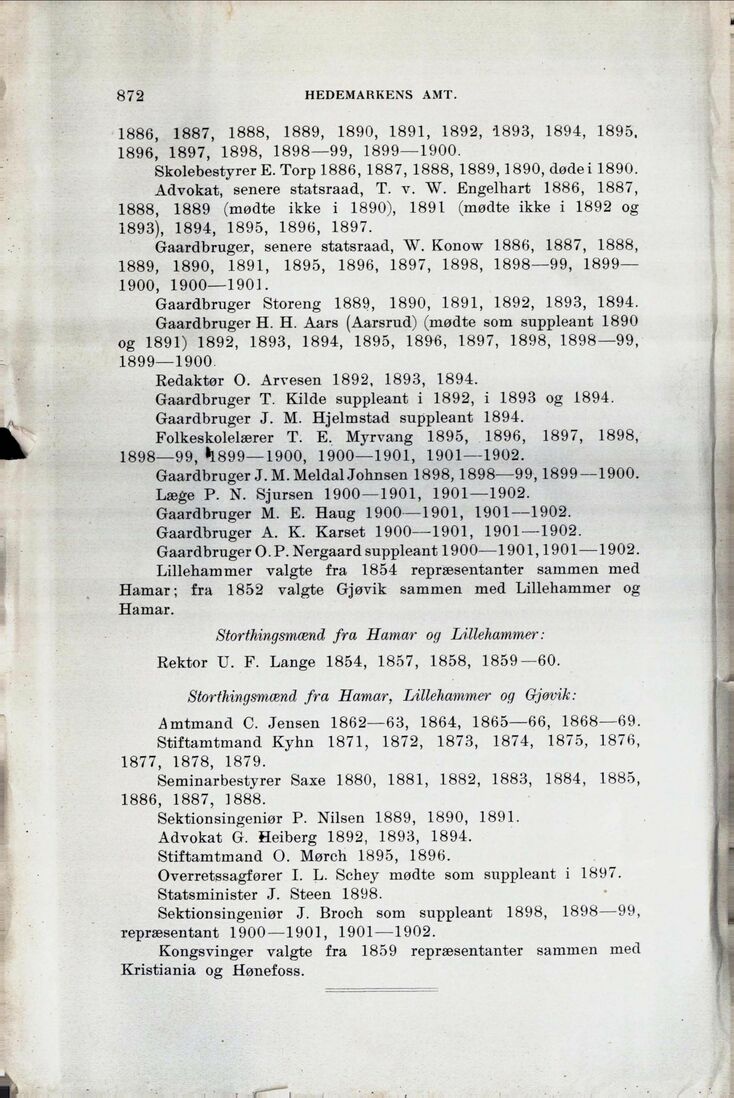 872 HEDEMARKENS AMT.
1886, 1887, 1888, 1889, 1890, 1891, 1892, 1893, 1894, 1895,
1896, 1897, 1898, 1898—99, 1899—1900.
Skolebestyrer E. Torp 1886, 1887, 1888, 1889, 1890, døde i 1890.
Advokat, senere statsraad, T. v. W. Engelhart 1886, 1887,
1888, 1889 (mødte ikke i 1890), 1891 (mødte ikke i 1892 og
1893), 1894, 1895, 1896, 1897.
Gaardbruger, senere statsraad, W. Konow 1886, 1887, 1888,
1889, 1890, 1891, 1895, 1896, 1897, 1898, 1898—99, 1899—
1900, 1900—1901.
Gaardbruger Storeng 1889, 1890, 1891, 1892, 1893, 1894.
Gaardbruger H. H. Aars (Aarsrud) (mødte som suppleant 1890
og 1891) 1892, 1893, 1894, 1895, 1896, 1897, 1898, 1898—99,
1899—1900.
Redaktør O. Arvesen 1892, 1893, 1894.
Gaardbruger T. Kilde suppleant i 1892, i 1893 og 1894.
Gaardbruger J. M. Hjelmstad suppleant 1894.
Folkeskolelærer T. E. Myrvang 1895, 1896, 1897, 1898,
1898—99, 1899—1900, 1900—1901, 1901—1902.
Gaardbruger J. M. Meldal Johnsen 1898, 1898—99, 1899—1900.
Læge P. N. Sjursen 1900—1901, 1901—1902.
Gaardbruger M. E. Haug 1900—1901, 1901—1902.
Gaardbruger A. K. Karset 1900—1901, 1901—1902.
Gaardbruger O. P. Nergaard suppleant 1900—1901, 1901—1902.
Lillehammer valgte fra 1854 repræsentanter sammen med
Hamar; fra 1852 valgte Gjøvik sammen med Lillehammer og
Hamar.
Storthingsmænd fra Hamar og Lillehammer:
Rektor U. F. Lange 1854, 1857, 1858, 1859—60.
Storthingsmænd fra Hamar, Lillehammer og Gjøvik:
Amtmand C. Jensen 1862—63, 1864, 1865—66, 1868—69.
Stiftamtmand Kyhn 1871, 1872, 1873, 1874, 1875, 1876,
1877, 1878, 1879.
Seminarbestyrer Saxe 1880, 1881, 1882, 1883, 1884, 1885,
1886, 1887, 1888.
Sektionsingeniør P. Nilsen 1889, 1890, 1891.
Advokat G. Heiberg 1892, 1893, 1894.
Stiftamtmand O. Mørch 1895, 1896.
Overretssagfører I. L. Schey mødte som suppleant i 1897.
Statsminister J. Steen 1898.
Sektionsingeniør J. Broch som suppleant 1898, 1898—99,
repræsentant 1900—1901, 1901—1902.
Kongsvinger valgte fra 1859 repræsentanter sammen med
Kristiania og Hønefoss.